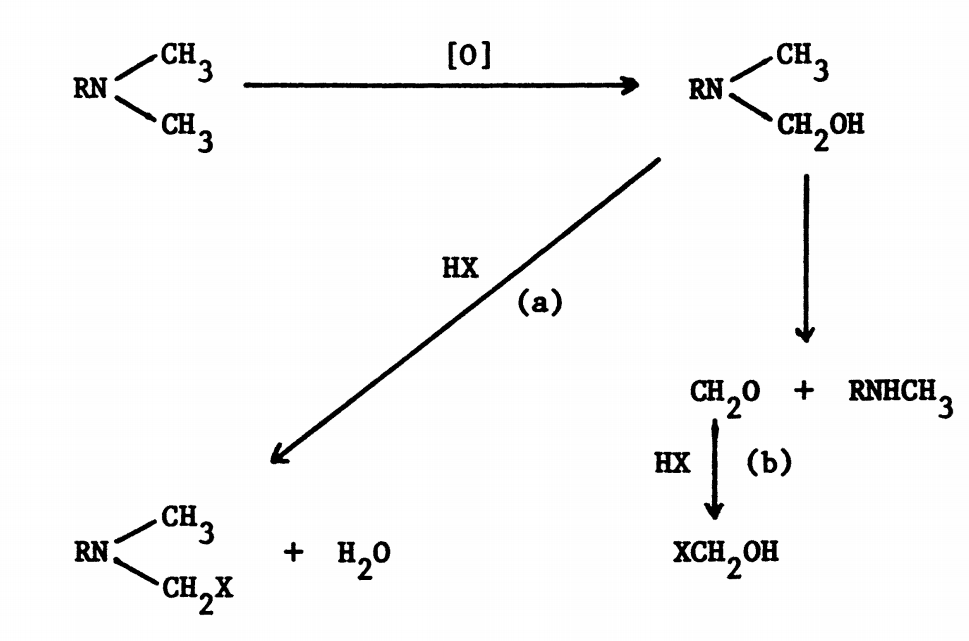 CH3 [O] CH3
RN RN
CH3 CH2OH
HX
(a)
CH2O + RNHCH3
HX (b)
CH3
RN + H2O XCH2OH
CH2X